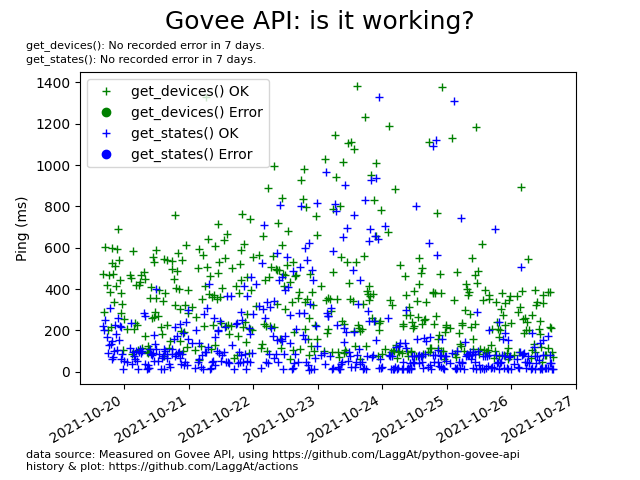 Govee API: is it working?
get_devices(): No recorded error in 7 days.
get_states(): No recorded error in 7 days.
get_devices() OK
get_devices() Error
get_states() OK
get_states() Error
Ping (ms)
1400
1200
1000
800
600
400
200
0
2021-10-20
2021-10-21
2021-10-22
2021-10-23
2021-10-24
2021-10-25
2021-10-26
2021-10-27
data source: Measured on Govee API, using https://github.com/LaggAt/python-govee-api
history & plot: https://github.com/LaggAt/actions